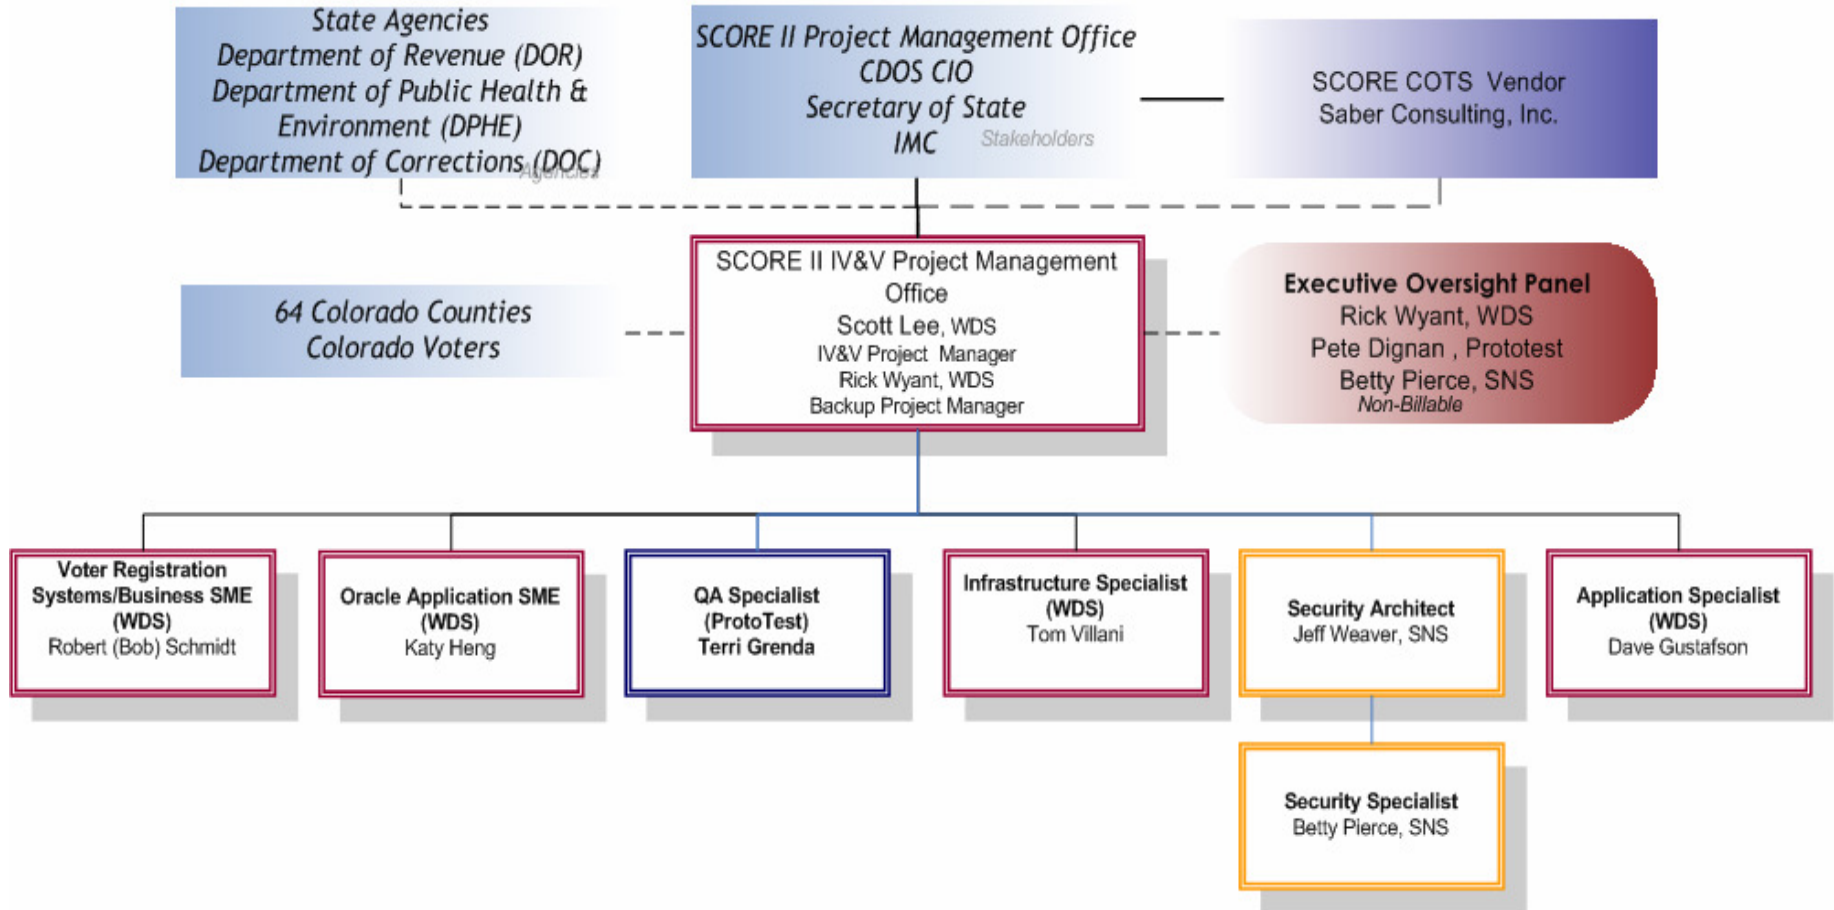 State Agencies
Department of Revenue (DOR)
Department of Public Health &
Environment (DPHE)
Department of Corrections (DOC)
Agencies
SCORE II Project Management Office
CDOS CIO
Secretary of State
IMC
Stakeholders
SCORE COTS Vendor
Saber Consulting, Inc.
64 Colorado Counties
Colorado Voters
SCORE II IV&V Project Management
Office
Scott Lee, WDS
IV&V Project Manager
Rick Wyant, WDS
Backup Project Manager
Executive Oversight Panel
Rick Wyant, WDS
Pete Dignan , Prototest
Betty Pierce, SNS
Non-Billable
Voter Registration
Systems/Business SME
(WDS)
Robert (Bob) Schmidt
Oracle Application SME
(WDS)
Katy Heng
QA Specialist
(ProtoTest)
Terri Grenda
Infrastructure Specialist
(WDS)
Tom Villani
Security Architect
Jeff Weaver, SNS
Application Specialist
(WDS)
Dave Gustafson
Security Specialist
Betty Pierce, SNS